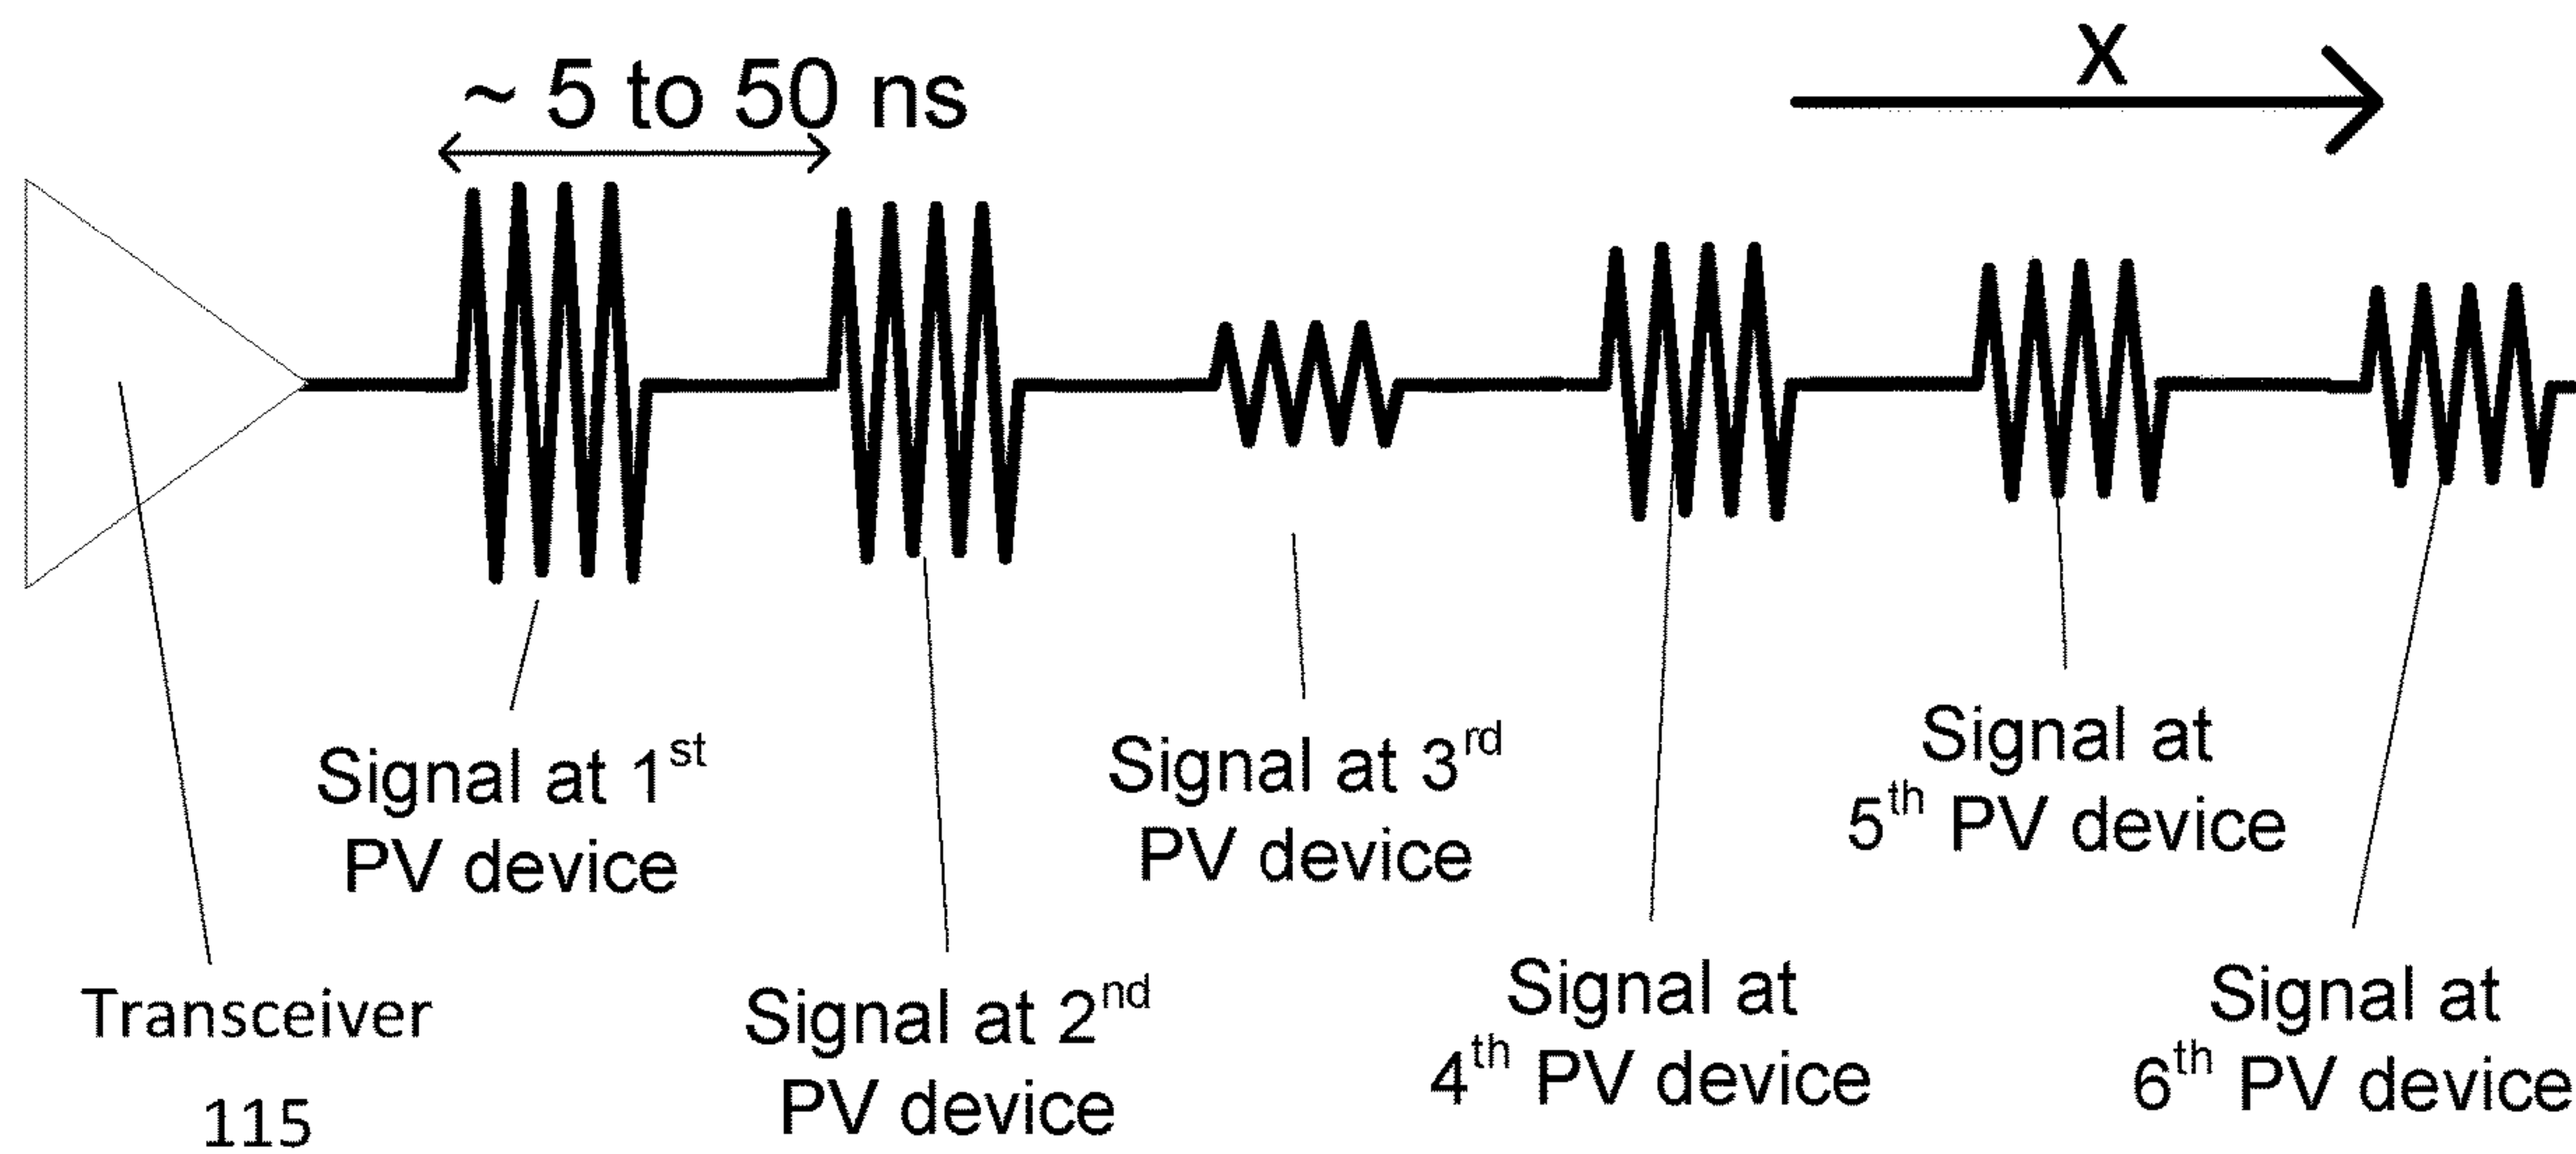 ~ 5 to 50 ns
X
Signal at 1st
PV device
Signal at 3rd
PV device
Signal at
5th PV device
Transceiver
115
Signal at 2nd
PV device
Signal at
4th PV device
Signal at
6th PV device